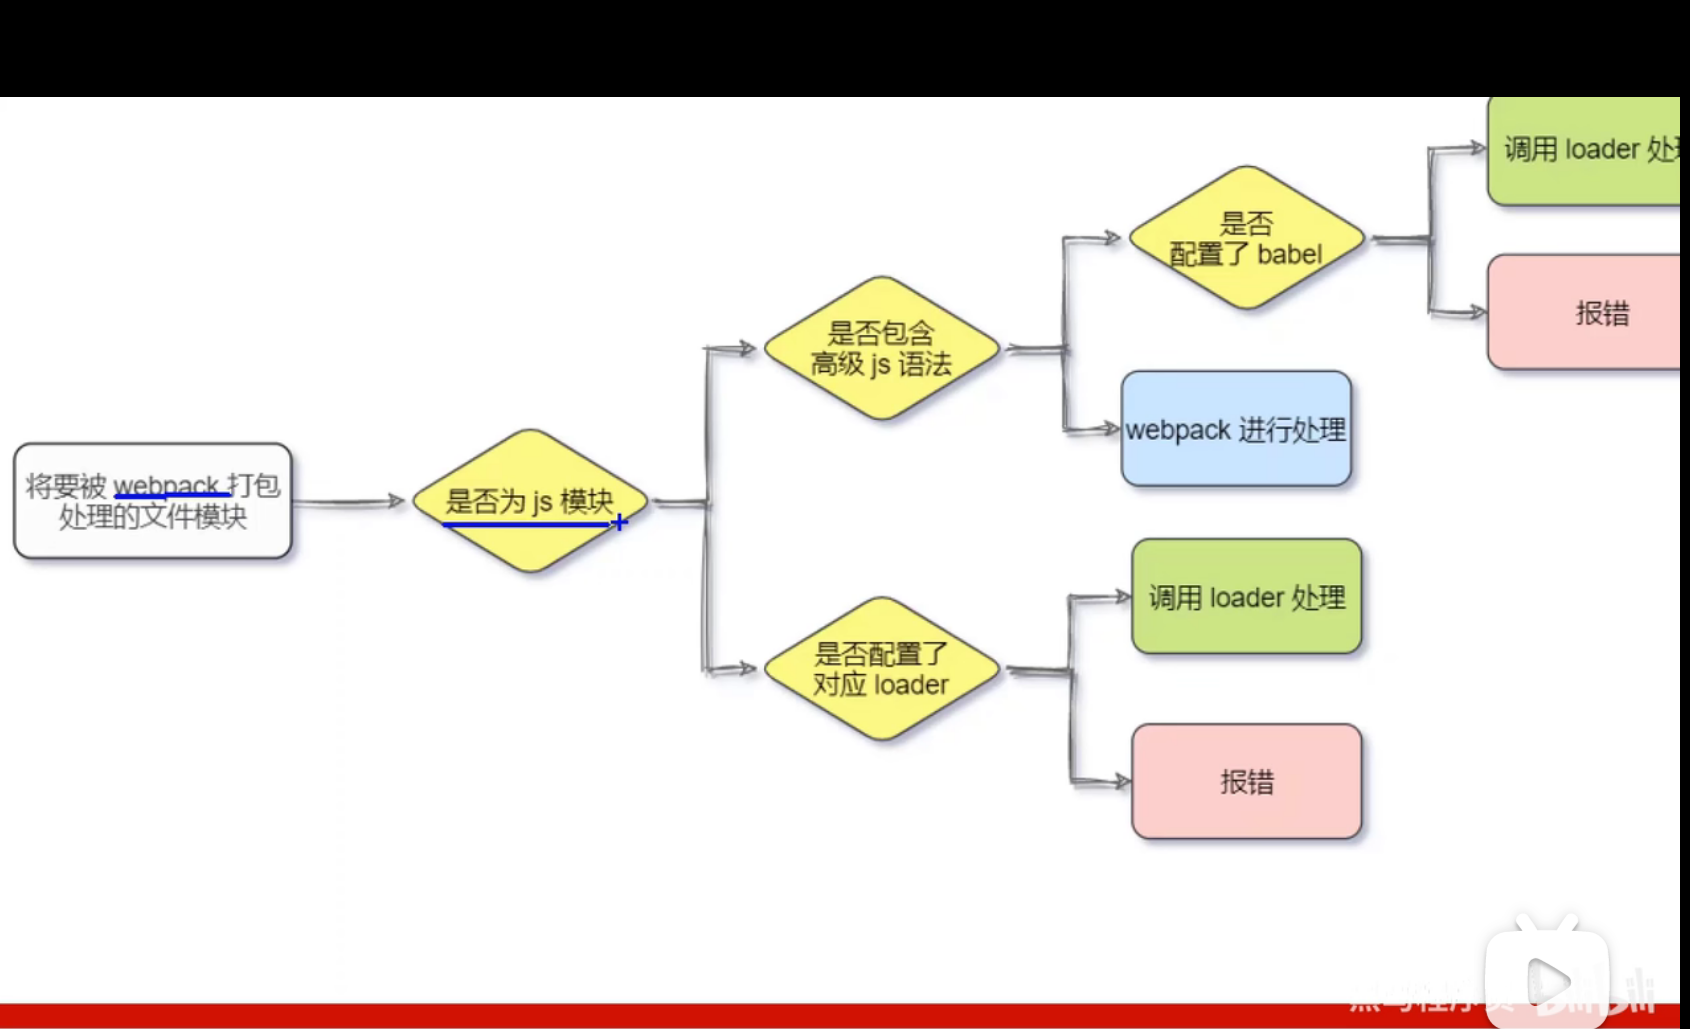 将要被 webpack 打包
处理的文件模块
是否为 js 模块
是否包含
高级 js 语法
是否
配置了 babel
调用 loader 处
报错
webpack 进行处理
是否配置了
对应 loader
调用 loader 处理
报错